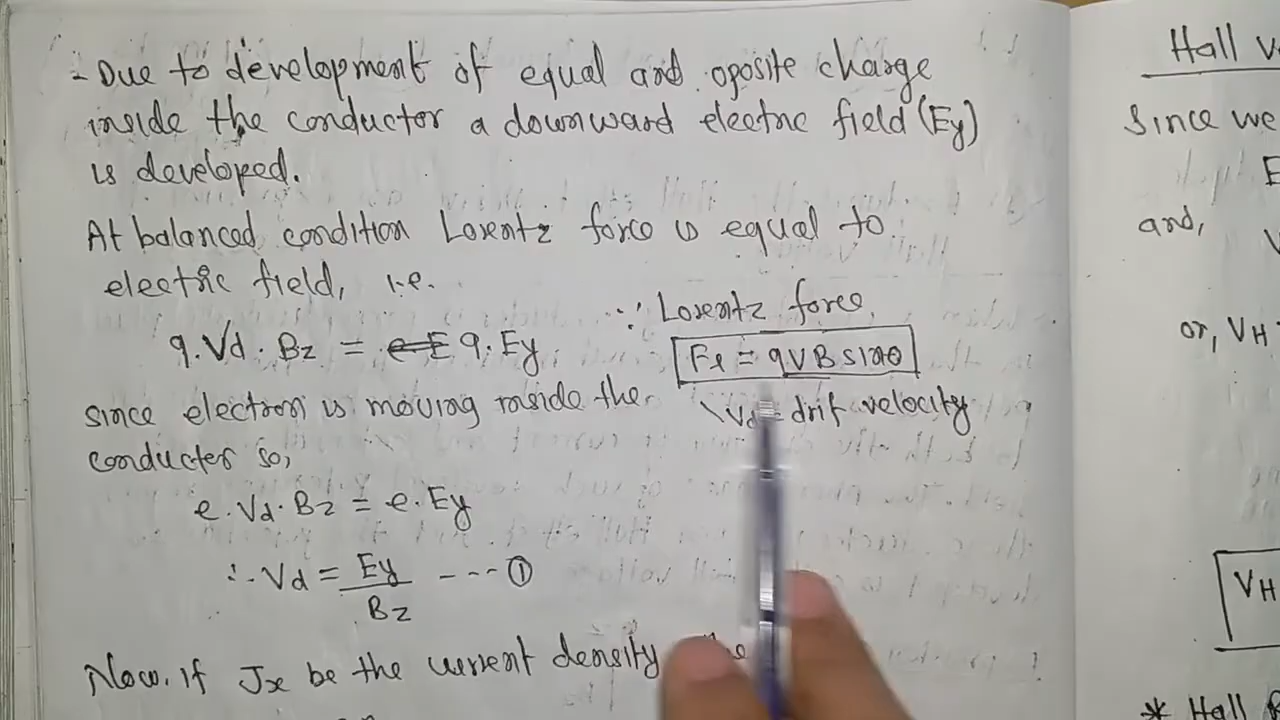 - Due to development of equal and oposite charge
inside the conductor a downward electric field (Ey)
is developed.
At balanced condition Lorentz force is equal to
electric field, i.e.
q.Vd.Bz = q.Ey
∵ Lorentz force
Fl = qVB sinθ
Vd = drif velocity
since electron is moving inside the
conducter so,
e.Vd.Bz = e.Ey
∴ Vd = Ey / Bz ---- ①
Now. if Jx be the current density
Hall
Since we
E
and,
V
or, VH
VH
* Hall